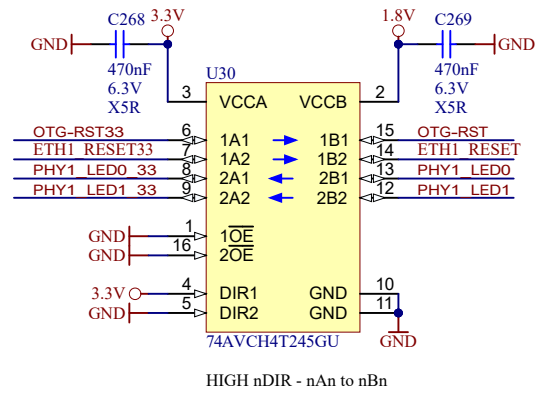 C268 3.3V 1.8V C269
GND GND
470nF 470nF
6.3V U30 6.3V
X5R X5R
3 VCCA VCCB 2
OTG-RST33 6 1A1 1B1 15 OTG-RST
ETH1_RESET33 7 1A2 1B2 14 ETH1_RESET
PHY1_LED0_33 8 2A1 2B1 13 PHY1_LED0
PHY1_LED1_33 9 2A2 2B2 12 PHY1_LED1
GND 1 1OE
GND 16 2OE
3.3V 4 DIR1 GND 10
GND 5 DIR2 GND 11
74AVCH4T245GU GND
HIGH nDIR - nAn to nBn